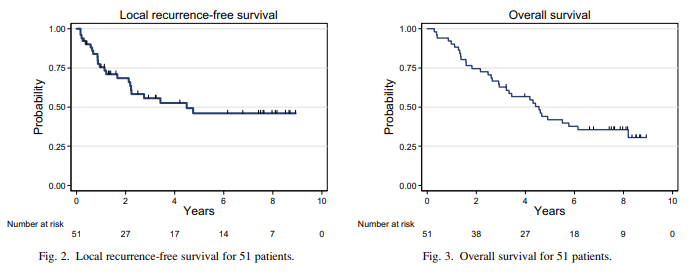 Local recurrence-free survival
1.00
0.75
0.50
0.25
0.00
Probability
0 2 4 6 8 10
Years
Number at risk
51 27 17 14 7 0
Fig. 2. Local recurrence-free survival for 51 patients.
Overall survival
1.00
0.75
0.50
0.25
0.00
Probability
0 2 4 6 8 10
Years
Number at risk
51 38 27 18 9 0
Fig. 3. Overall survival for 51 patients.